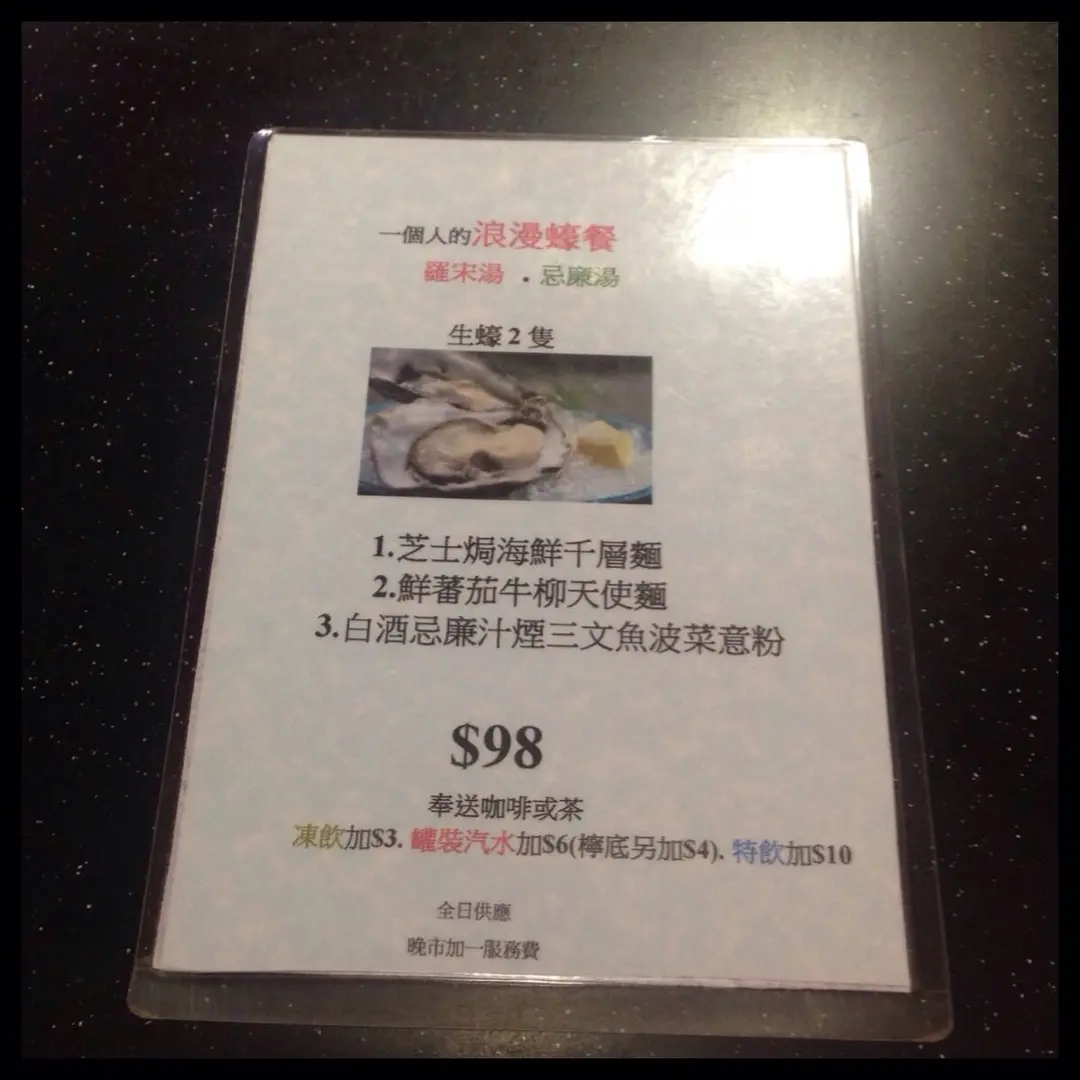 一個人的浪漫蠔餐
羅宋湯 . 忌廉湯
生蠔 2 隻
1.芝士焗海鮮千層麵
2.鮮蕃茄牛柳天使麵
3.白酒忌廉汁煙三文魚波菜意粉
$98
奉送咖啡或茶
凍飲加$3. 罐裝汽水加$6(檸底另加$4). 特飲加$10
全日供應
晚市加一服務費